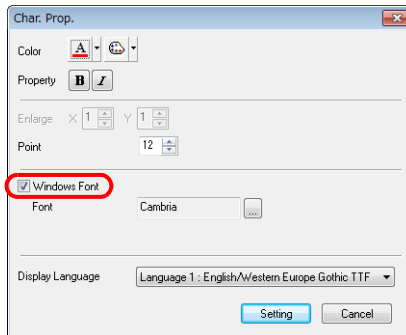 Char. Prop.
Color A
Property B I
Enlarge X 1 Y 1
Point 12
Windows Font
Font Cambria ...
Display Language Language 1 : English/Western Europe Gothic TTF
Setting Cancel